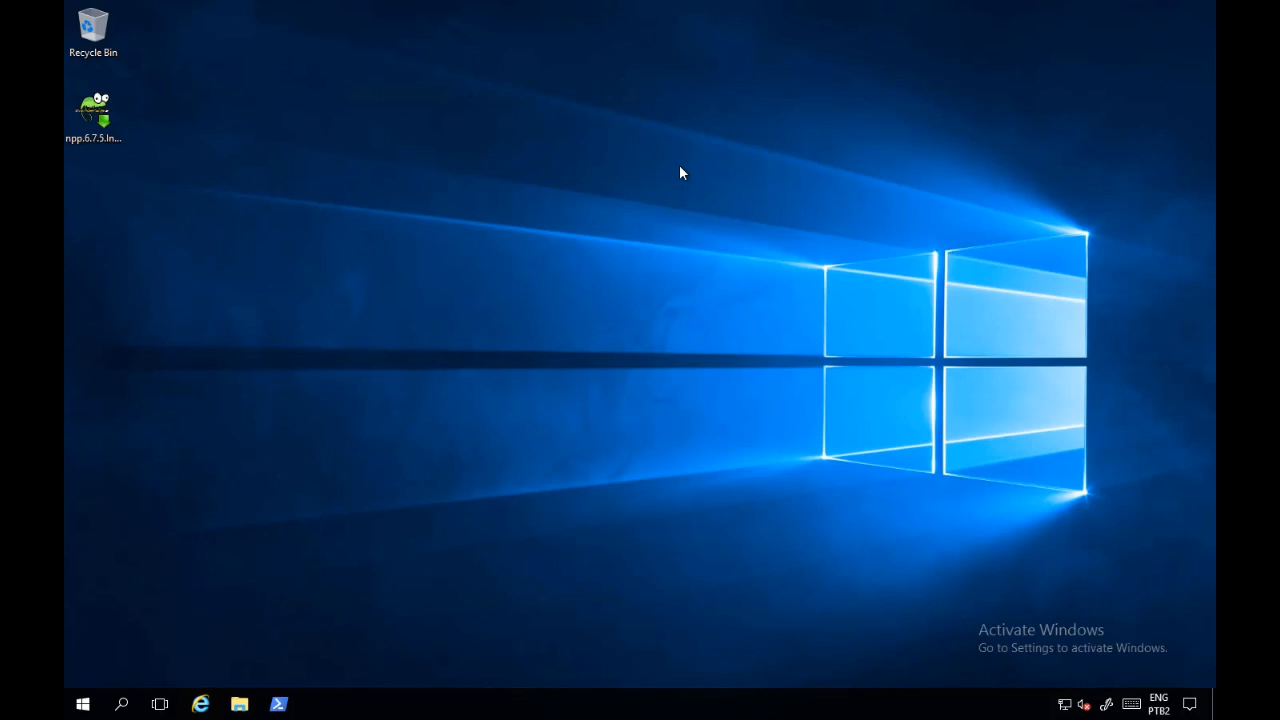 Recycle Bin
npp.6.7.5.In...
Activate Windows
Go to Settings to activate Windows.
ENG
PTB2